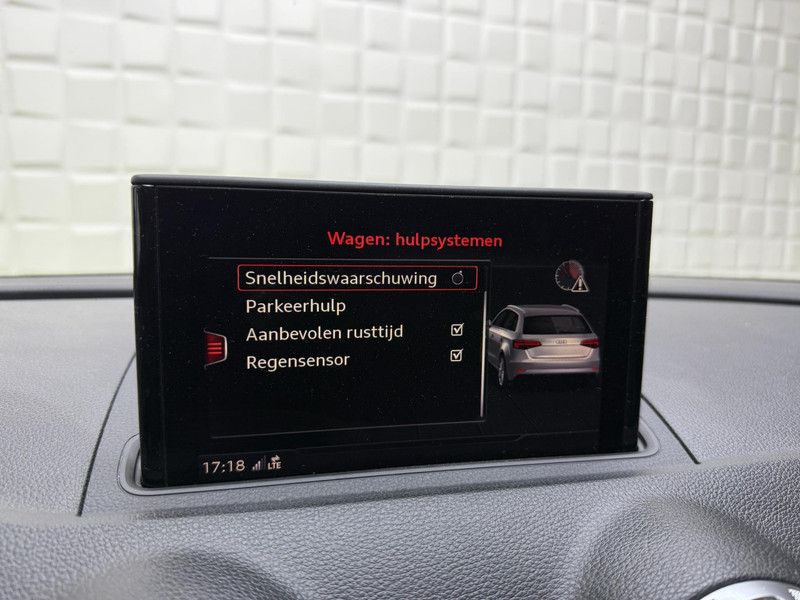 Wagen: hulpsystemen
Snelheidswaarschuwing
Parkeerhulp
Aanbevolen rusttijd
Regensensor
17:18 LTE